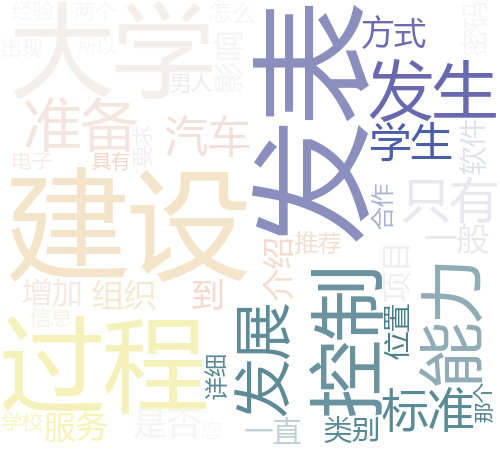 经验
两个
怎么
大学
出现
所以
男人
影响
发表
方式
密码
发生
准备
汽车
学生
软件
电子
具有
要求
建设
合作
只有
一般
推荐
介绍
项目
能力
增加
组织
到
控制
信息
过程
发展
位置
详细
标准
那个
学校
服务
是否
您
一直
类别